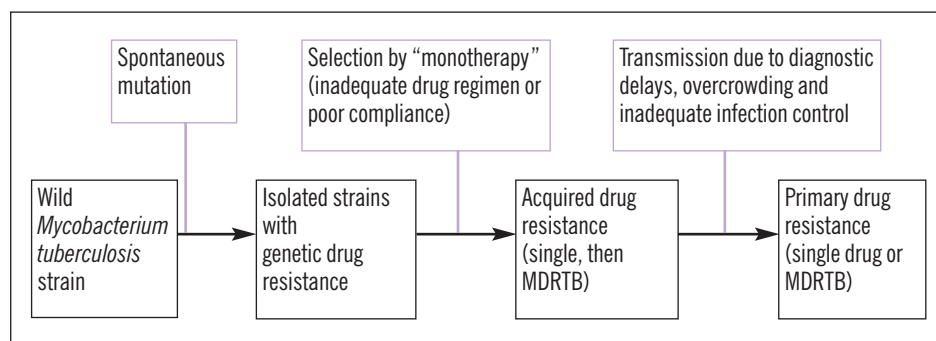 Spontaneous
mutation
Selection by “monotherapy”
(inadequate drug regimen or
poor compliance)
Transmission due to diagnostic
delays, overcrowding and
inadequate infection control
Wild
Mycobacterium
tuberculosis
strain
Isolated strains
with
genetic drug
resistance
Acquired drug
resistance
(single, then
MDRTB)
Primary drug
resistance
(single drug or
MDRTB)